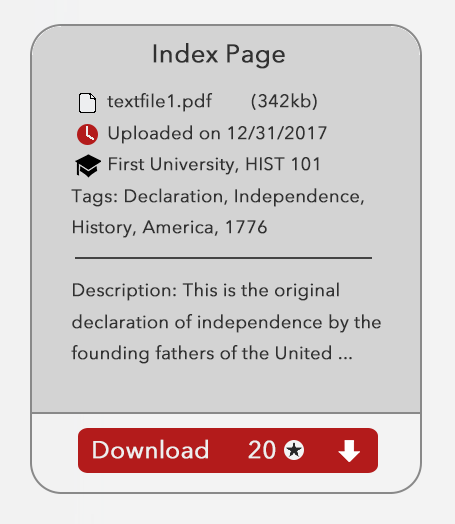 Index Page
textfile1.pdf (342kb)
Uploaded on 12/31/2017
First University, HIST 101
Tags: Declaration, Independence,
History, America, 1776
Description: This is the original
declaration of independence by the
founding fathers of the United ...
Download 20